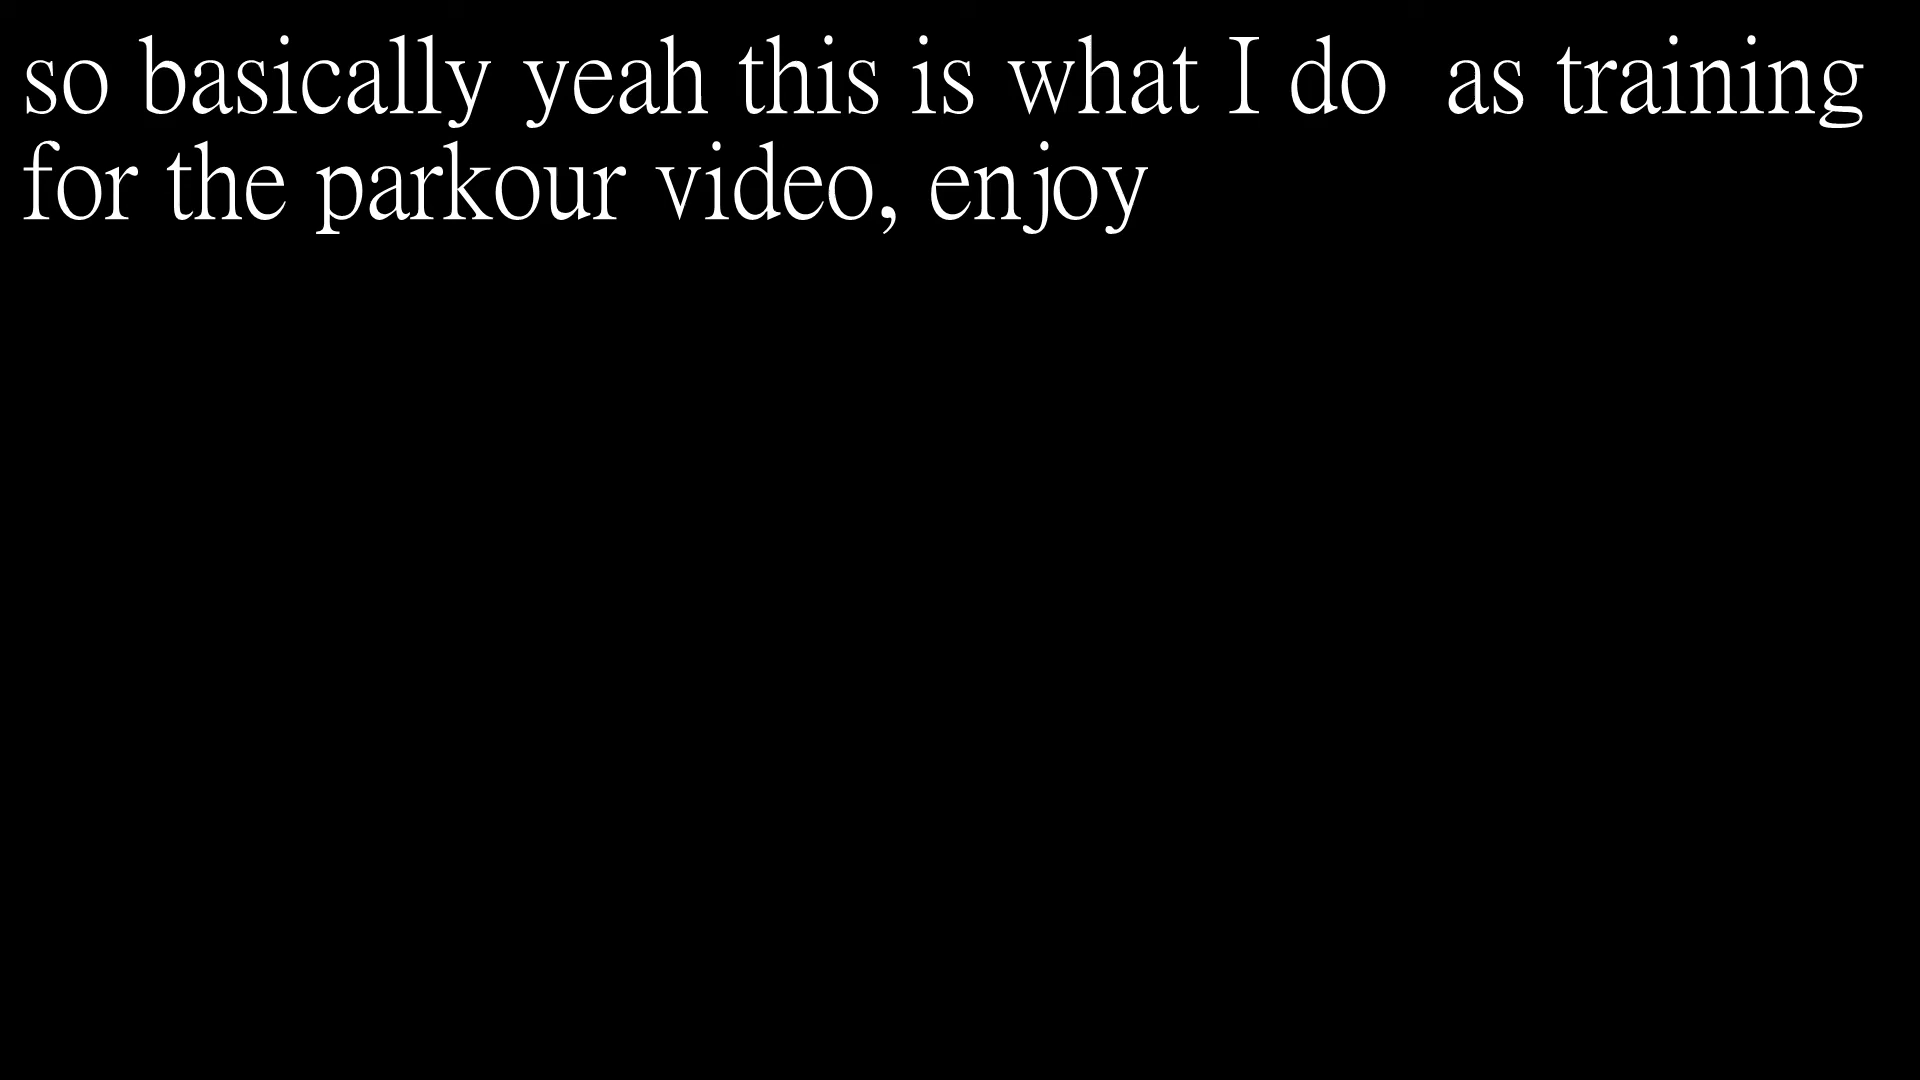 so basically yeah this is what I do  as training
for the parkour video, enjoy